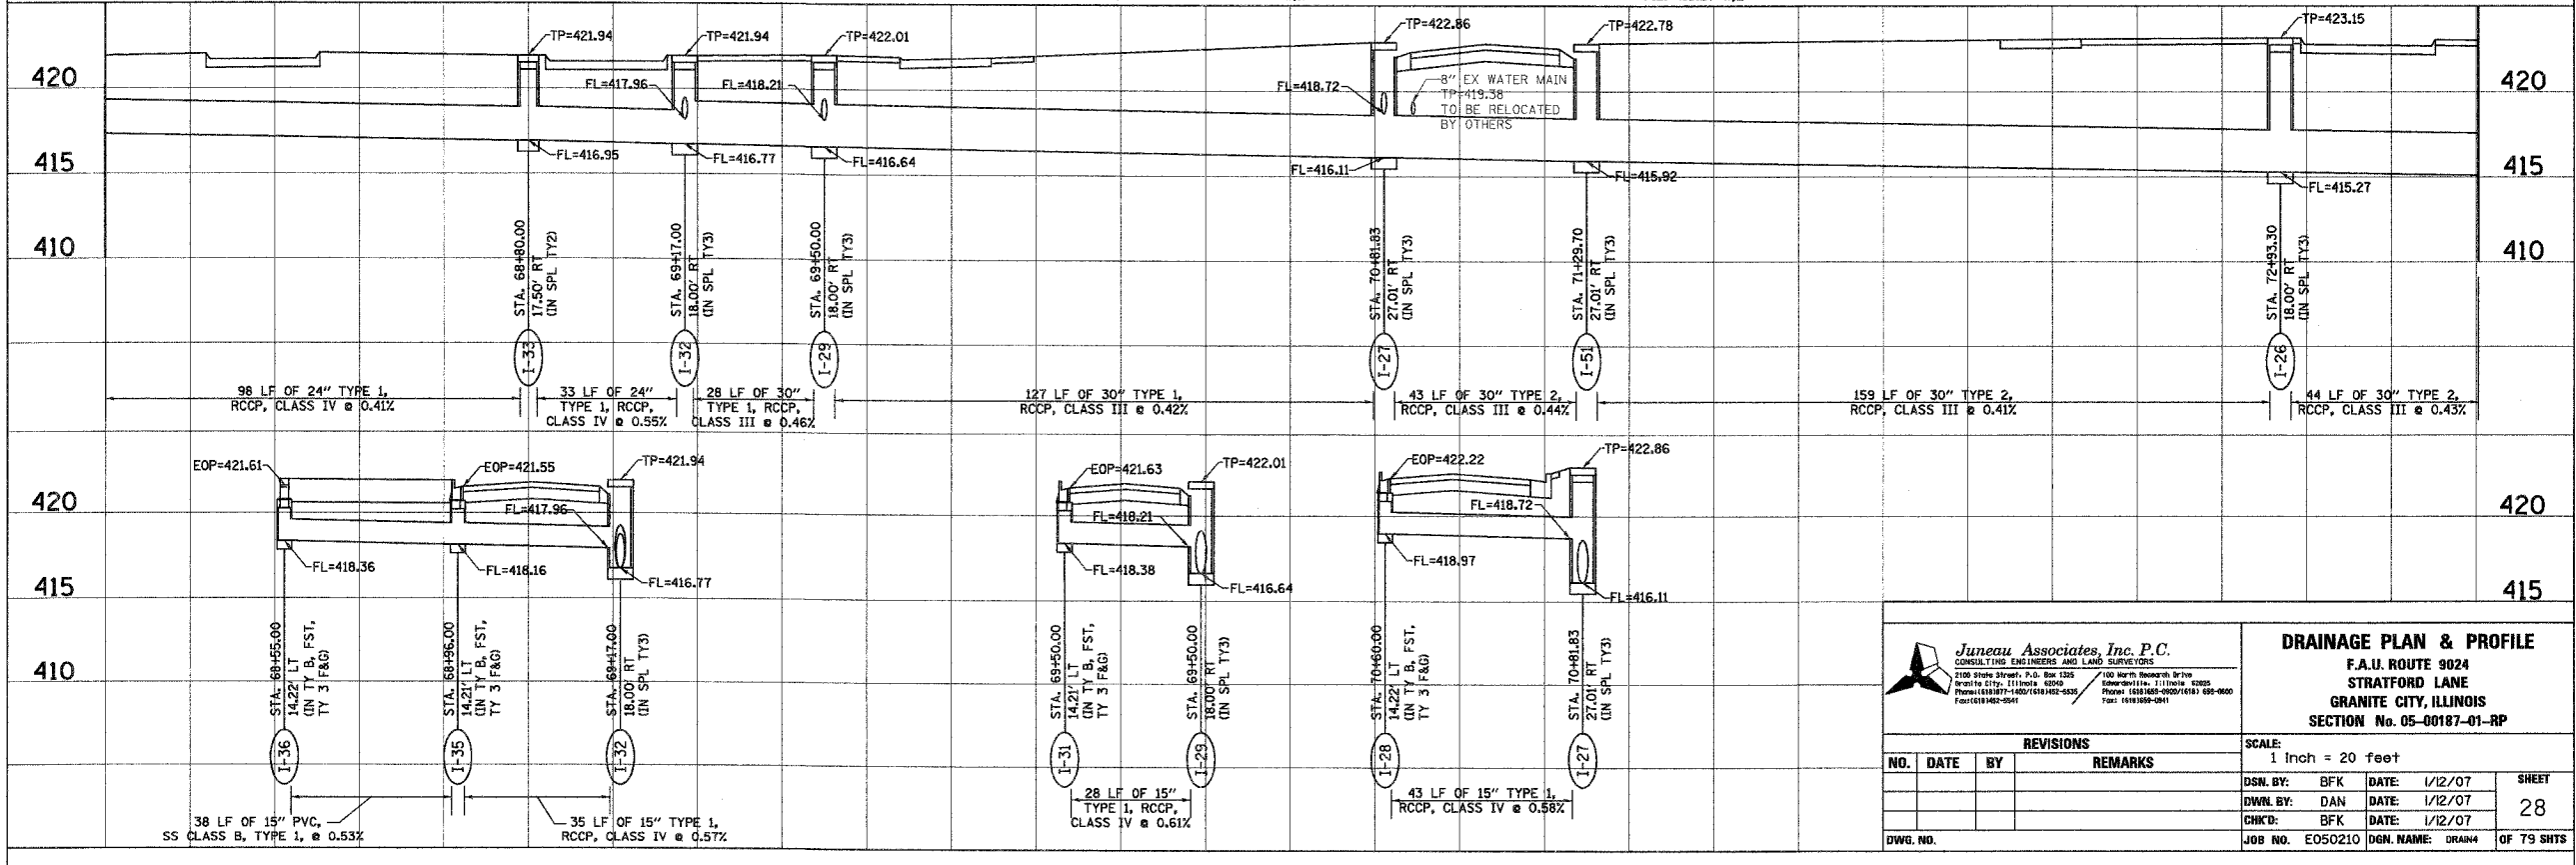 TP=421.94
TP=421.94
TP=422.01
TP=422.86
TP=422.78
TP=423.15
420
FL=417.96
FL=418.21
FL=418.72
8" EX WATER MAIN
TP=419.38
TO BE RELOCATED
BY OTHERS
420
415
FL=416.95
FL=416.77
FL=416.64
FL=416.11
FL=415.92
FL=415.27
415
410
410
STA. 68+80.00
17.50' RT
(IN SPL TY2)
STA. 69+17.00
18.00' RT
(IN SPL TY3)
STA. 69+50.00
18.00' RT
(IN SPL TY3)
STA. 70+81.83
27.01' RT
(IN SPL TY3)
STA. 71+29.70
27.01' RT
(IN SPL TY3)
STA. 72+93.30
18.00' RT
(IN SPL TY3)
I-33
I-32
I-29
I-27
I-51
I-26
98 LF OF 24" TYPE 1,
RCCP, CLASS IV @ 0.41%
33 LF OF 24"
TYPE 1, RCCP,
CLASS IV @ 0.55%
28 LF OF 30"
TYPE 1, RCCP,
CLASS III @ 0.46%
127 LF OF 30" TYPE 1,
RCCP, CLASS III @ 0.42%
43 LF OF 30" TYPE 2,
RCCP, CLASS III @ 0.44%
159 LF OF 30" TYPE 2,
RCCP, CLASS III @ 0.41%
44 LF OF 30" TYPE 2,
RCCP, CLASS III @ 0.43%
EOP=421.61
EOP=421.55
TP=421.94
EOP=421.63
TP=422.01
EOP=422.22
TP=422.86
420
FL=417.96
FL=418.21
FL=418.72
420
FL=418.36
FL=418.16
FL=416.77
FL=418.38
FL=416.64
FL=418.97
FL=416.11
415
415
410
STA. 68+55.00
14.22' LT
(IN TY B, FST,
TY 3 F&G)
STA. 68+96.00
14.21' LT
(IN TY B, FST,
TY 3 F&G)
STA. 69+17.00
18.00' RT
(IN SPL TY3)
STA. 69+50.00
14.21' LT
(IN TY B, FST,
TY 3 F&G)
STA. 69+50.00
18.00' RT
(IN SPL TY3)
STA. 70+60.00
14.22' LT
(IN TY B, FST,
TY 3 F&G)
STA. 70+81.83
27.01' RT
(IN SPL TY3)
I-36
I-35
I-32
I-31
I-29
I-28
I-27
38 LF OF 15" PVC,
SS CLASS B, TYPE 1, @ 0.53%
35 LF OF 15" TYPE 1,
RCCP, CLASS IV @ 0.57%
28 LF OF 15"
TYPE 1, RCCP,
CLASS IV @ 0.61%
43 LF OF 15" TYPE 1,
RCCP, CLASS IV @ 0.58%
Juneau Associates, Inc. P.C.
CONSULTING ENGINEERS AND LAND SURVEYORS
2100 State Street, P.O. Box 1325
Granite City, Illinois 62040
100 North Research Drive
Edwardsville, Illinois 62025
DRAINAGE PLAN & PROFILE
F.A.U. ROUTE 9024
STRATFORD LANE
GRANITE CITY, ILLINOIS
SECTION No. 05-00187-01-RP
REVISIONS
NO. DATE BY REMARKS
DWG. NO.
SCALE:
1 inch = 20 feet
DSN. BY: BFK DATE: 1/12/07
DWN. BY: DAN DATE: 1/12/07
CHK'D: BFK DATE: 1/12/07
SHEET
28
JOB NO. E050210 DGN. NAME: DRAIN4 OF 79 SHTS